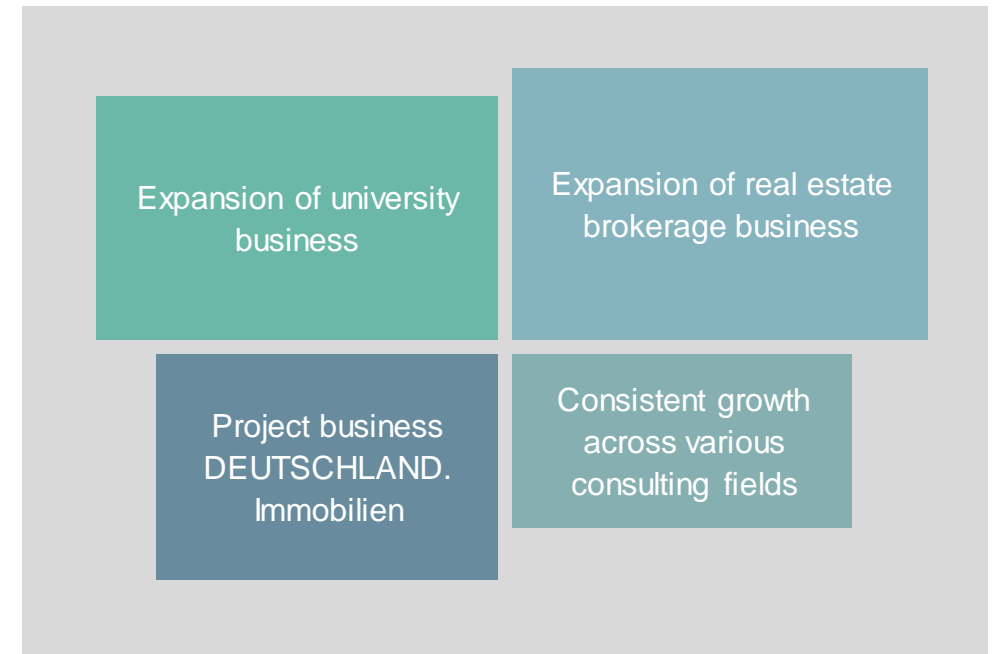 Expansion of university
business
Expansion of real estate
brokerage business
Project business
DEUTSCHLAND.
Immobilien
Consistent growth
across various
consulting fields